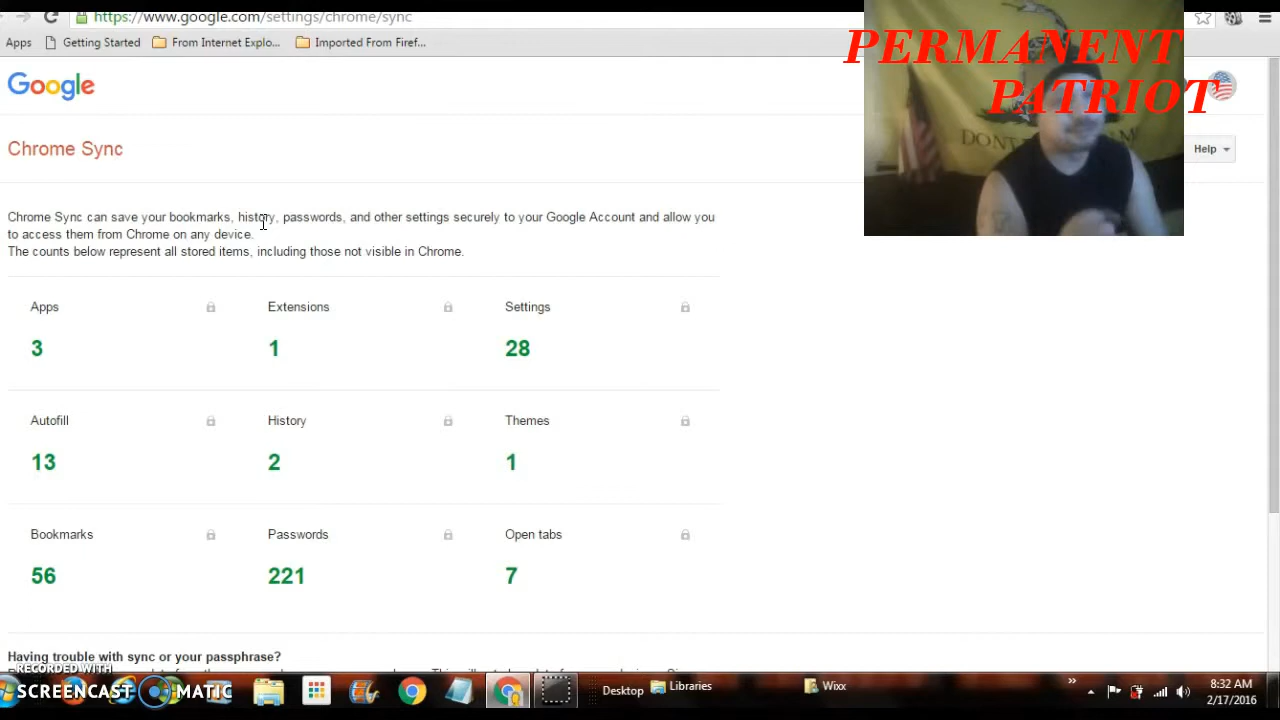 https://www.google.com/settings/chrome/sync
Apps Getting Started From Internet Explo... Imported From Firef...
PERMANENT
PATRIOT
DON'T
Google
Chrome Sync
Help
Chrome Sync can save your bookmarks, history, passwords, and other settings securely to your Google Account and allow you
to access them from Chrome on any device.
The counts below represent all stored items, including those not visible in Chrome.
Apps Extensions Settings
3 1 28
Autofill History Themes
13 2 1
Bookmarks Passwords Open tabs
56 221 7
Having trouble with sync or your passphrase?
RECORDED WITH
SCREENCAST MATIC
Desktop Libraries Wixx
8:32 AM
2/17/2016